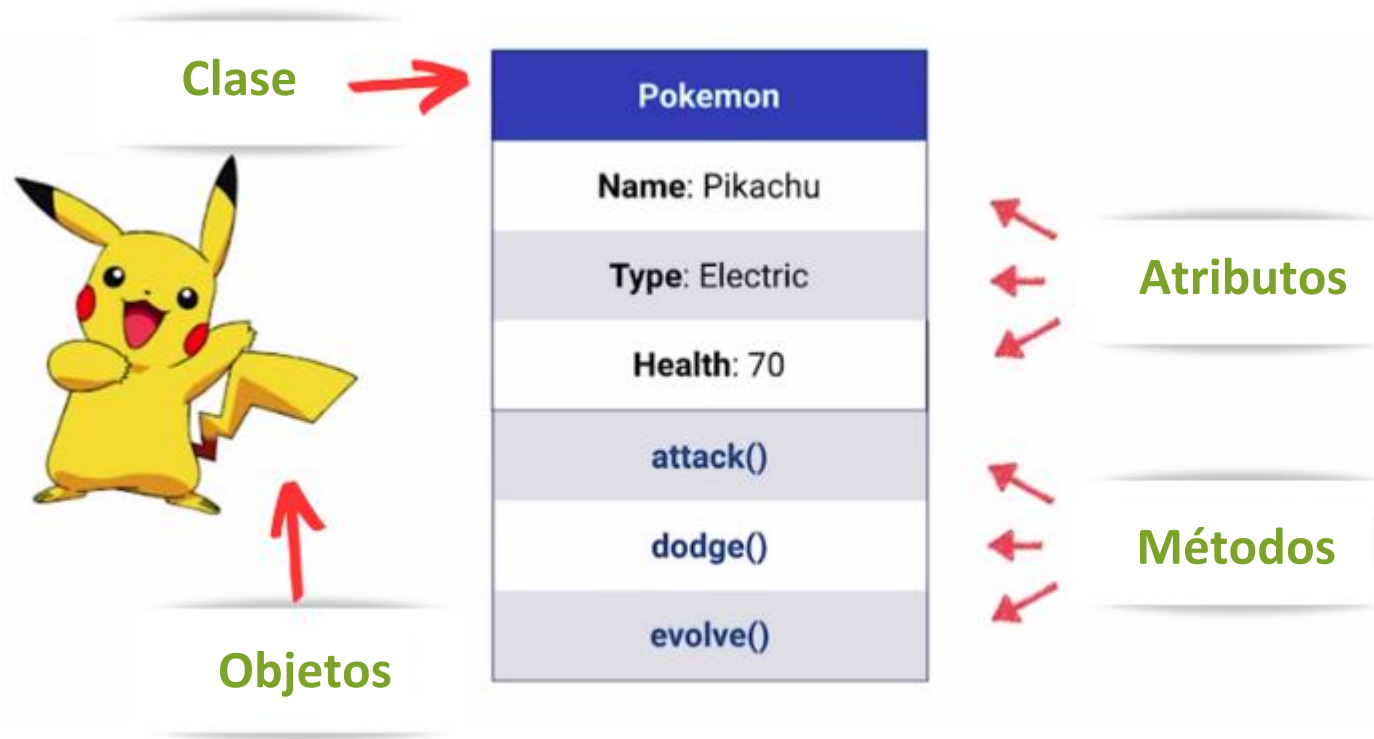 Clase
Pokemon
Name: Pikachu
Type: Electric
Atributos
Health: 70
attack()
dodge()
Métodos
evolve()
Objetos